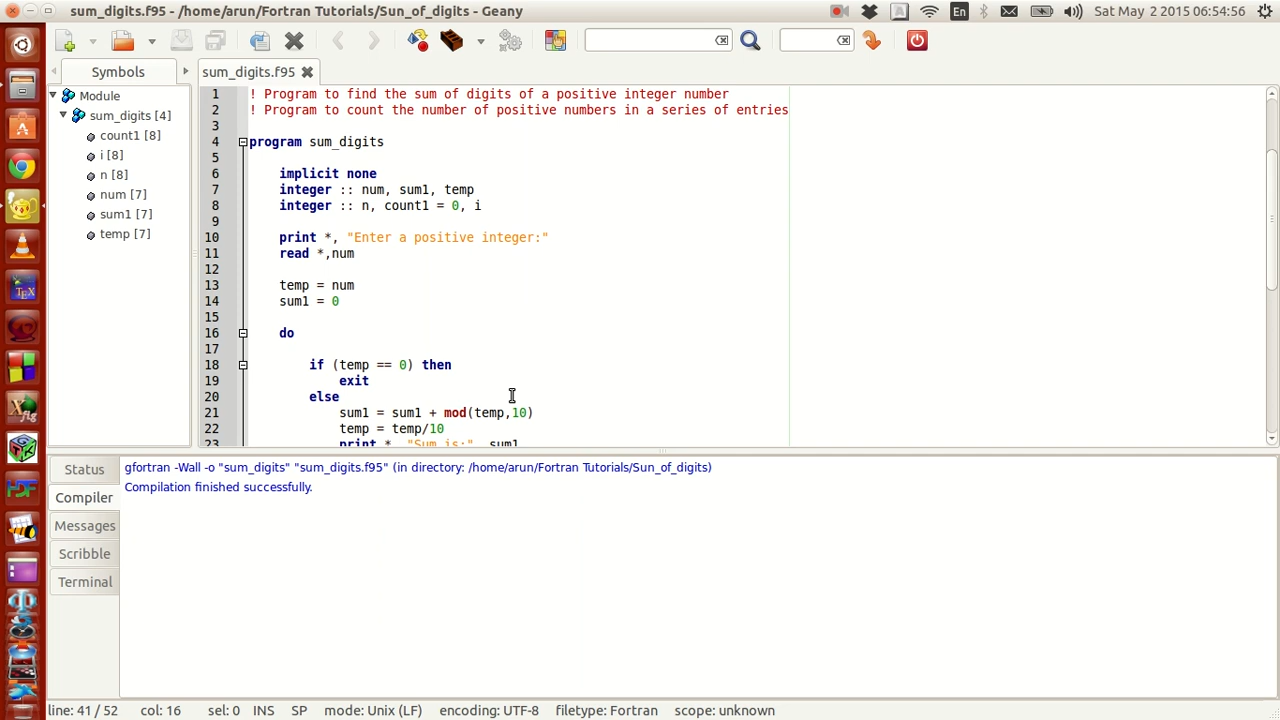 sum_digits.f95 - /home/arun/Fortran Tutorials/Sun_of_digits - Geany
En
Sat May 2 2015 06:54:56
Symbols
sum_digits.f95
Module
sum_digits [4]
count1 [8]
i [8]
n [8]
num [7]
sum1 [7]
temp [7]
1 ! Program to find the sum of digits of a positive integer number
2 ! Program to count the number of positive numbers in a series of entries
3
4 program sum_digits
5
6 implicit none
7 integer :: num, sum1, temp
8 integer :: n, count1 = 0, i
9
10 print *, "Enter a positive integer:"
11 read *,num
12
13 temp = num
14 sum1 = 0
15
16 do
17
18 if (temp == 0) then
19 exit
20 else
21 sum1 = sum1 + mod(temp,10)
22 temp = temp/10
23 print *, "Sum is:", sum1
Status
Compiler
Messages
Scribble
Terminal
gfortran -Wall -o "sum_digits" "sum_digits.f95" (in directory: /home/arun/Fortran Tutorials/Sun_of_digits)
Compilation finished successfully.
line: 41 / 52 col: 16 sel: 0 INS SP mode: Unix (LF) encoding: UTF-8 filetype: Fortran scope: unknown